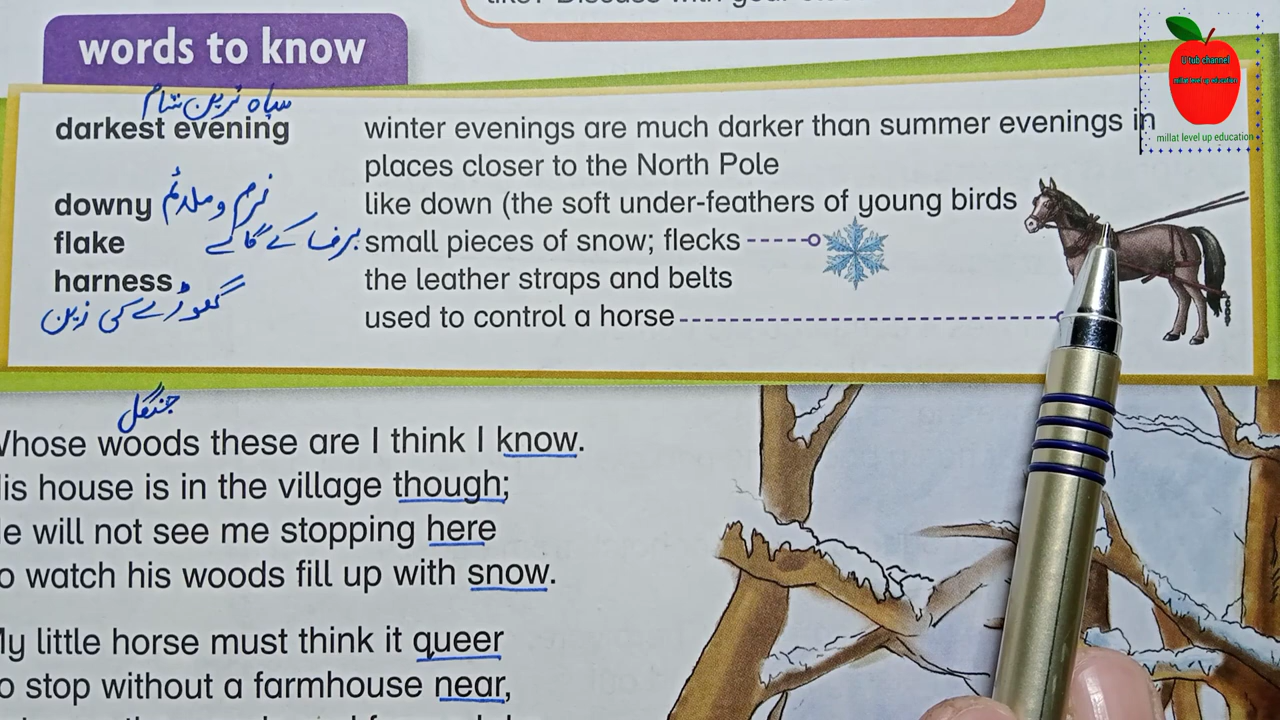 words to know
سیاہ ترین شام
darkest evening winter evenings are much darker than summer evenings in
places closer to the North Pole
downy نرم و ملائم like down (the soft under-feathers of young birds
flake برف کے گالے small pieces of snow; flecks
harness the leather straps and belts
گھوڑے کی زین used to control a horse
جنگل
Whose woods these are I think I know.
is house is in the village though;
e will not see me stopping here
o watch his woods fill up with snow.
My little horse must think it queer
o stop without a farmhouse near,
U tub channel
millat level up education
millat level up education